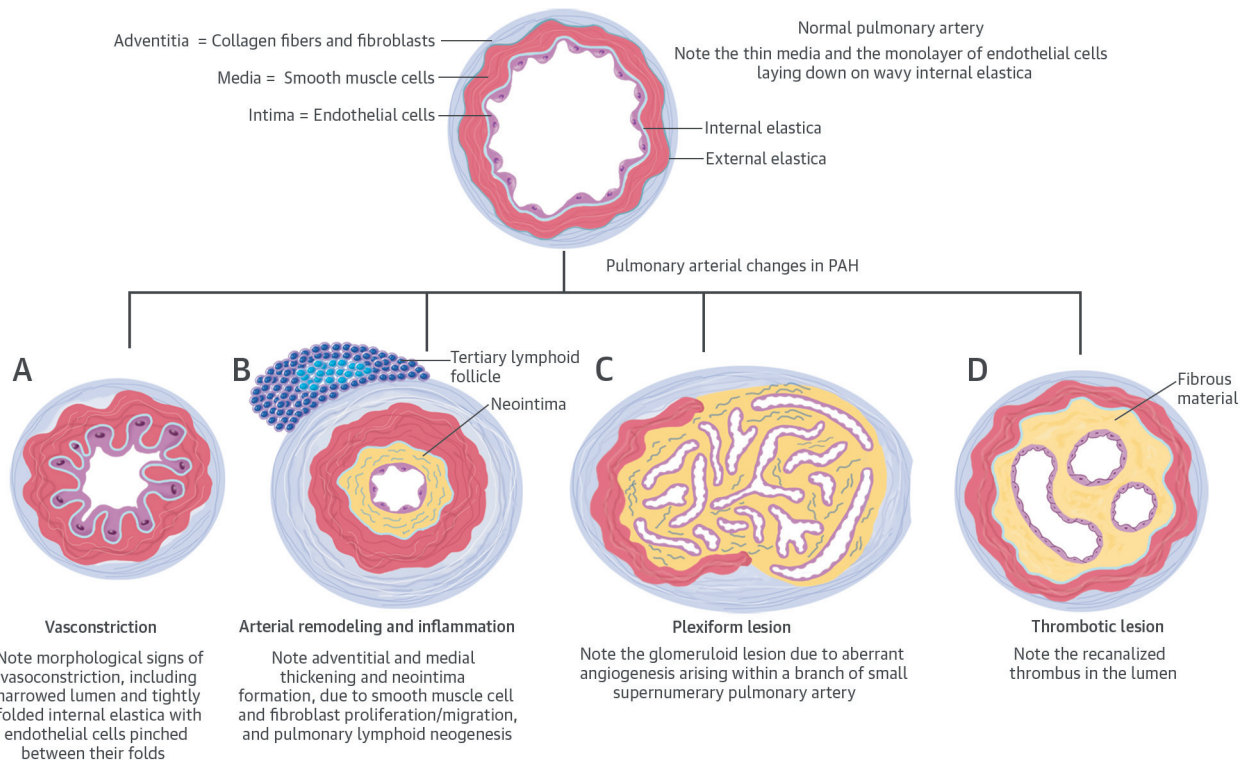 Adventitia = Collagen fibers and fibroblasts
Media = Smooth muscle cells
Intima = Endothelial cells
Normal pulmonary artery
Note the thin media and the monolayer of endothelial cells
laying down on wavy internal elastica
Internal elastica
External elastica
Pulmonary arterial changes in PAH
A
B
Tertiary lymphoid
follicle
Neointima
C
D
Fibrous
material
Vasconstriction
Note morphological signs of
vasoconstriction, including
narrowed lumen and tightly
folded internal elastica with
endothelial cells pinched
between their folds
Arterial remodeling and inflammation
Note adventitial and medial
thickening and neointima
formation, due to smooth muscle cell
and fibroblast proliferation/migration,
and pulmonary lymphoid neogenesis
Plexiform lesion
Note the glomeruloid lesion due to aberrant
angiogenesis arising within a branch of small
supernumerary pulmonary artery
Thrombotic lesion
Note the recanalized
thrombus in the lumen